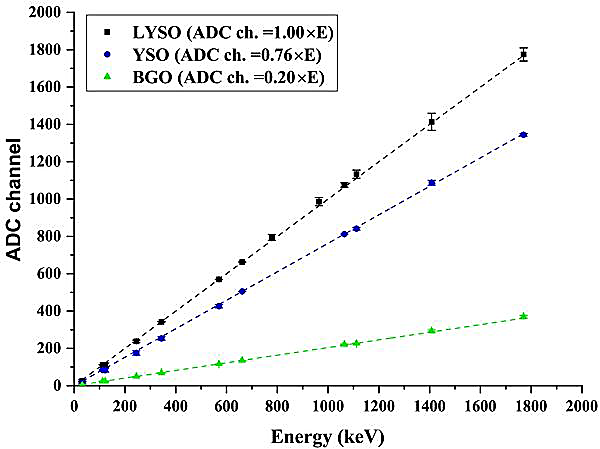 2000
1800
1600
1400
1200
1000
800
600
400
200
0
ADC channel
LYSO (ADC ch. =1.00×E)
YSO (ADC ch. =0.76×E)
BGO (ADC ch. =0.20×E)
0 200 400 600 800 1000 1200 1400 1600 1800 2000
Energy (keV)